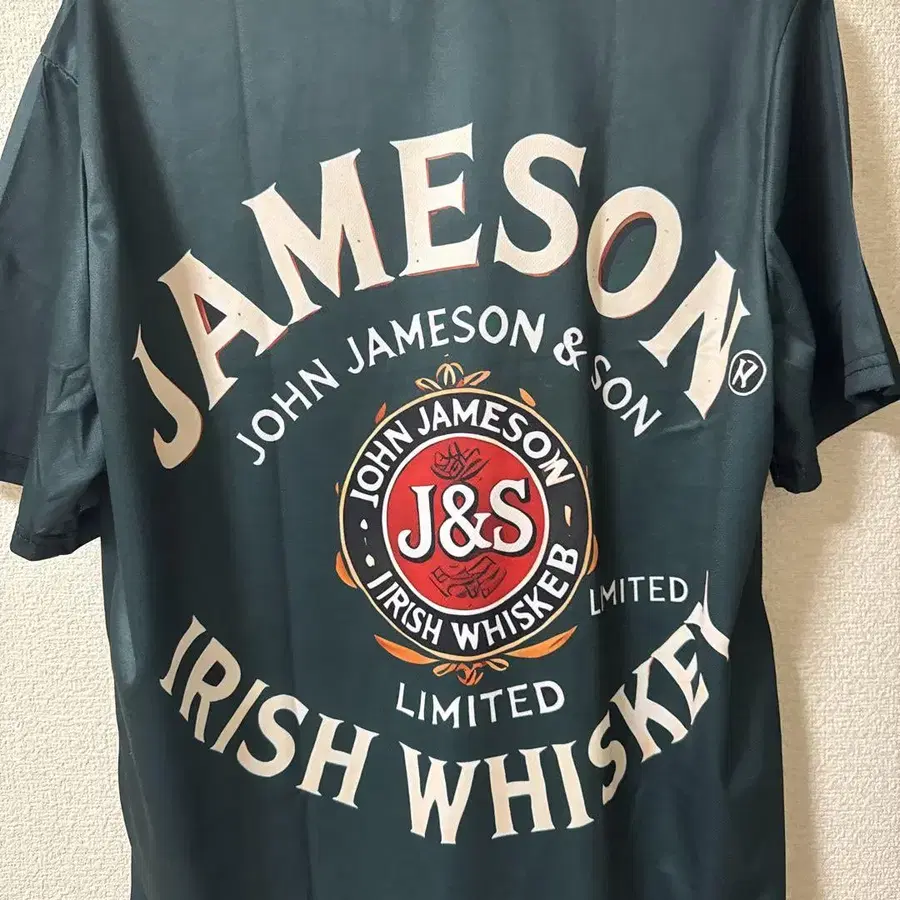 JAMESON
JOHN JAMESON & SON
JOHN JAMESON
J&S
IRISH WHISKEB
LIMITED
LIMITED
IRISH WHISKEY